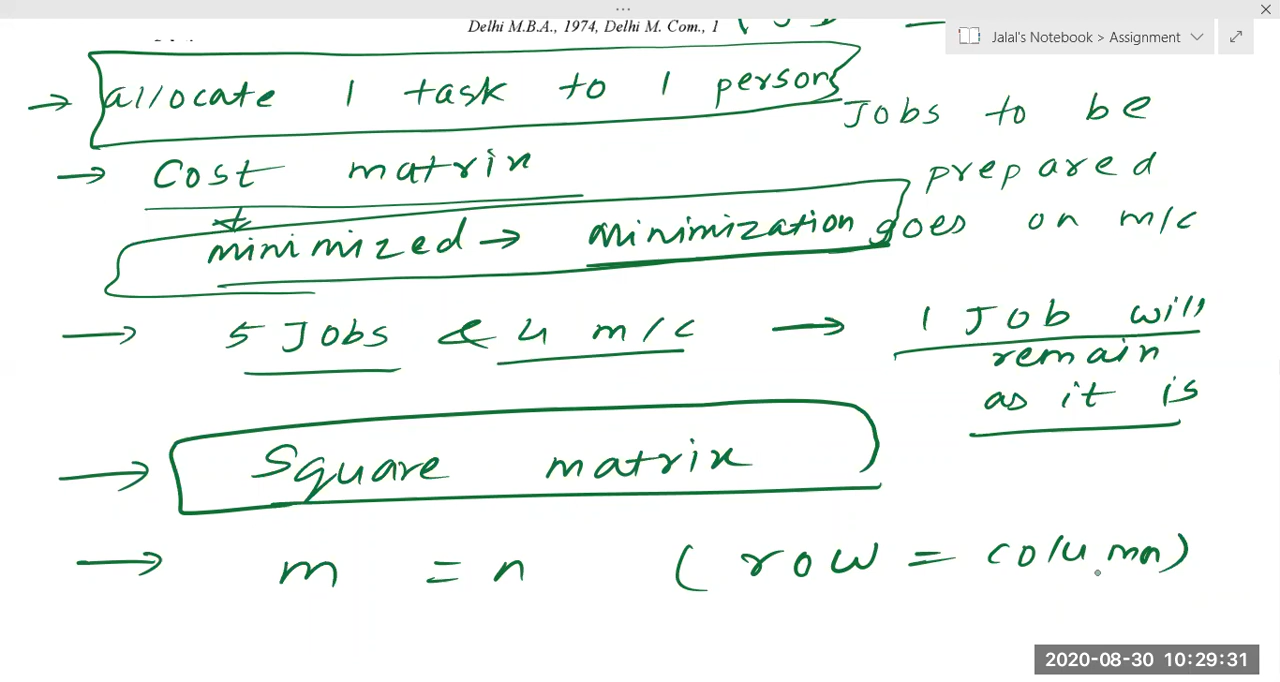 ...
Delhi M.B.A., 1974, Delhi M. Com., 1
Jalal's Notebook > Assignment
→ allocate 1 task to 1 person
Jobs to be
prepared
goes on m/c
→ Cost matrix
minimized → minimization
→ 5 Jobs & 4 m/c → 1 Job will
remain
as it is
→ Square matrix
→ m = n (row = column)
2020-08-30 10:29:31